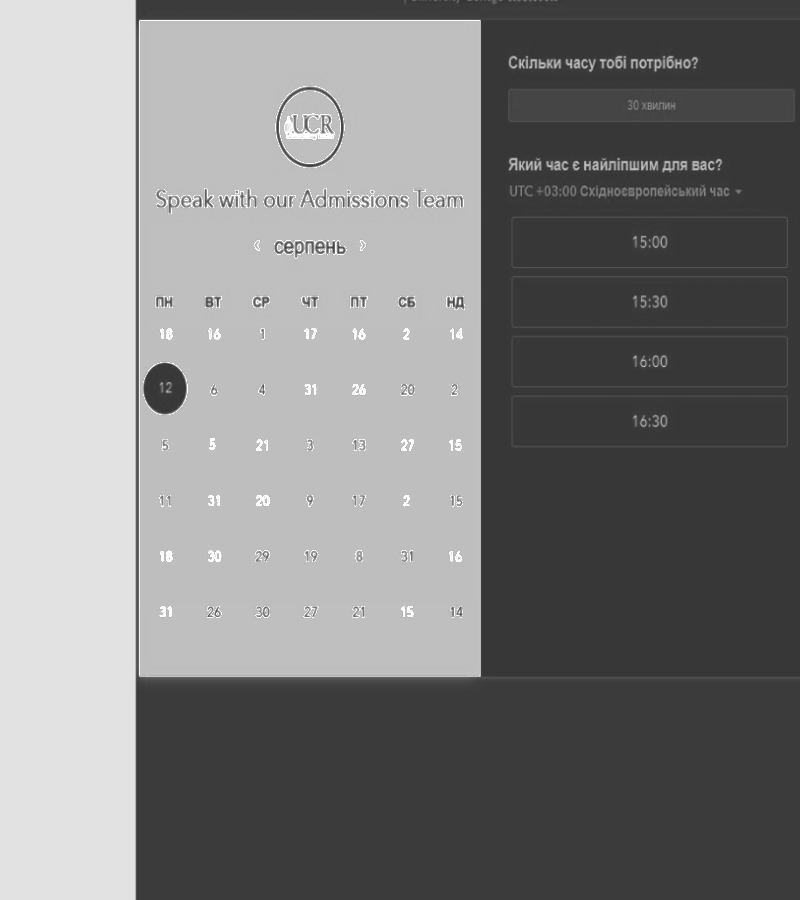 UCR
Speak with our Admissions Team
серпень
ПН ВТ СР ЧТ ПТ СБ НД
18 16 1 17 16 2 14
12 6 4 31 26 20 2
5 5 21 3 13 27 15
11 31 20 9 17 2 15
18 30 29 19 8 31 16
31 26 30 27 21 15 14
Скільки часу тобі потрібно?
30 хвилин
Який час є найліпшим для вас?
UTC +03:00 Східноєвропейський час
15:00
15:30
16:00
16:30